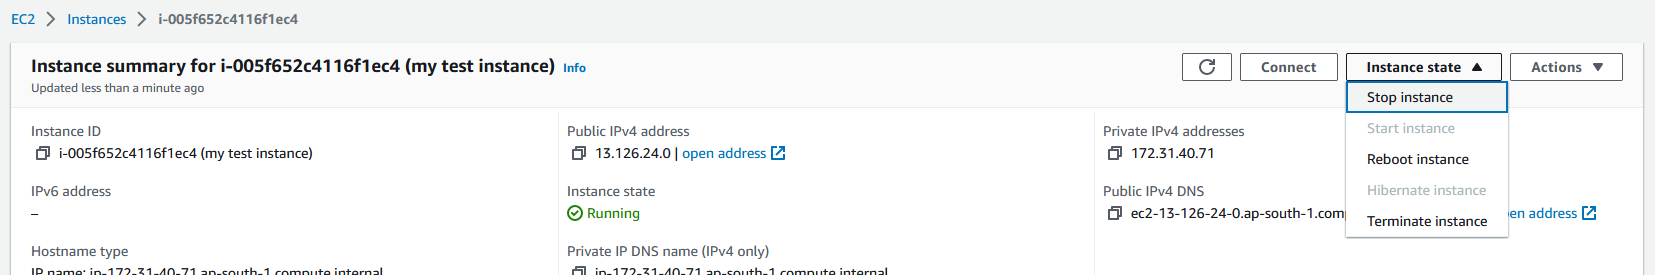 EC2 > Instances > i-005f652c4116f1ec4
Instance summary for i-005f652c4116f1ec4 (my test instance) Info
Updated less than a minute ago
Connect
Instance state
Actions
Stop instance
Start instance
Reboot instance
Hibernate instance
Terminate instance
Instance ID
i-005f652c4116f1ec4 (my test instance)
Public IPv4 address
13.126.24.0 | open address
Private IPv4 addresses
172.31.40.71
IPv6 address
–
Instance state
Running
Public IPv4 DNS
ec2-13-126-24-0.ap-south-1.com
address
Hostname type
IP name: ip-172-31-40-71.ap-south-1.compute.internal
Private IP DNS name (IPv4 only)
ip-172-31-40-71.ap-south-1.compute.internal